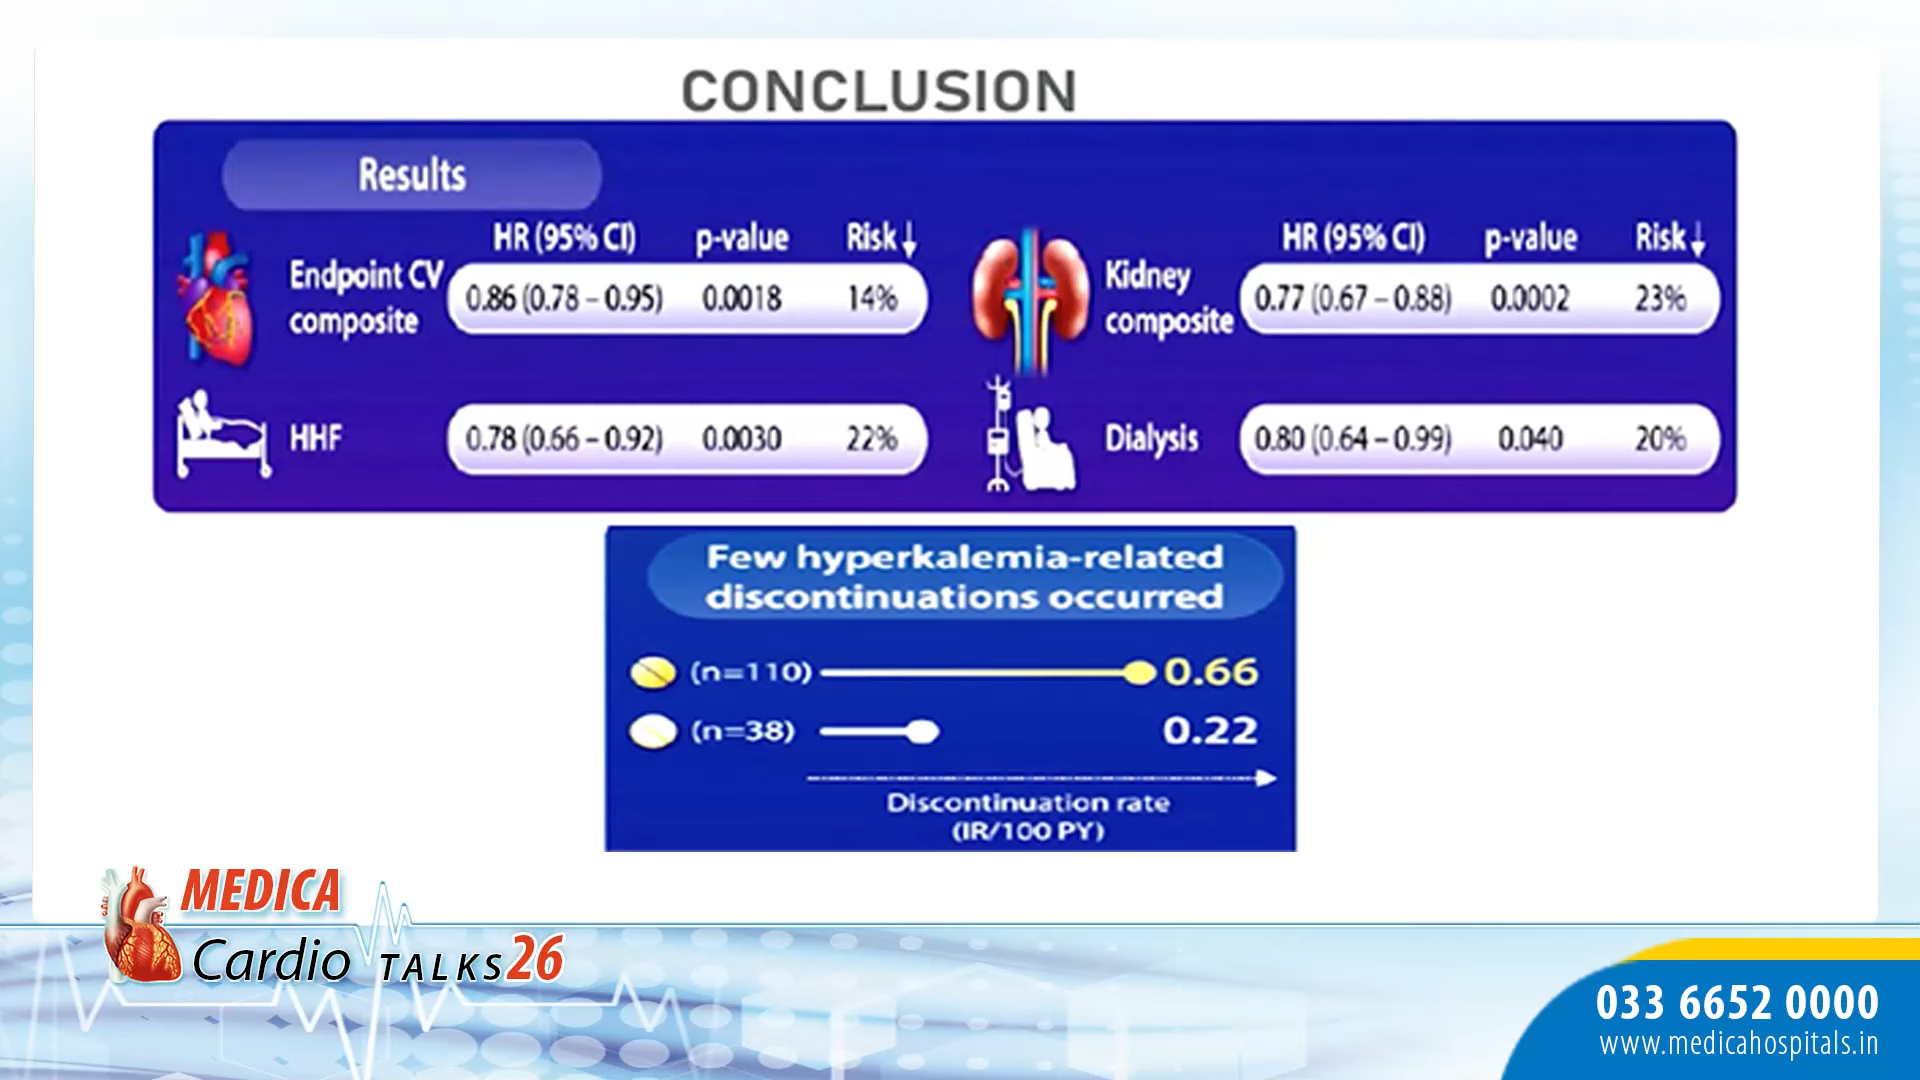 CONCLUSION
Results
HR (95% CI) p-value Risk↓
Endpoint CV composite 0.86 (0.78 – 0.95) 0.0018 14%
HHF 0.78 (0.66 – 0.92) 0.0030 22%
HR (95% CI) p-value Risk↓
Kidney composite 0.77 (0.67 – 0.88) 0.0002 23%
Dialysis 0.80 (0.64 – 0.99) 0.040 20%
Few hyperkalemia-related
discontinuations occurred
(n=110) 0.66
(n=38) 0.22
Discontinuation rate
(IR/100 PY)
MEDICA
Cardio TALKS 26
033 6652 0000
www.medicahospitals.in